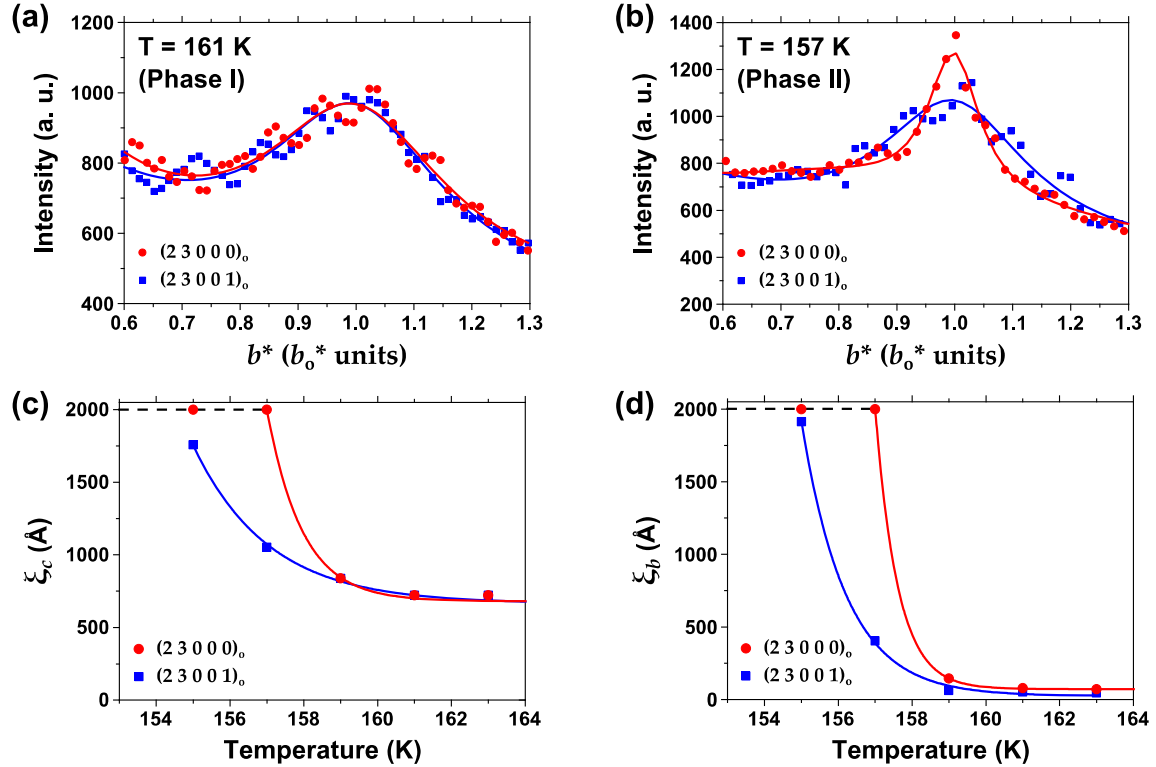 (a)
T = 161 K
(Phase I)
Intensity (a. u.)
1200
1000
800
600
400
(2 3 0 0 0)ₒ
(2 3 0 0 1)ₒ
0.6 0.7 0.8 0.9 1.0 1.1 1.2 1.3
b* (bₒ* units)
(b)
T = 157 K
(Phase II)
Intensity (a. u.)
1400
1200
1000
800
600
400
200
(2 3 0 0 0)ₒ
(2 3 0 0 1)ₒ
0.6 0.7 0.8 0.9 1.0 1.1 1.2 1.3
b* (bₒ* units)
(c)
ξc (Å)
2000
1500
1000
500
0
(2 3 0 0 0)ₒ
(2 3 0 0 1)ₒ
154 156 158 160 162 164
Temperature (K)
(d)
ξb (Å)
2000
1500
1000
500
0
(2 3 0 0 0)ₒ
(2 3 0 0 1)ₒ
154 156 158 160 162 164
Temperature (K)